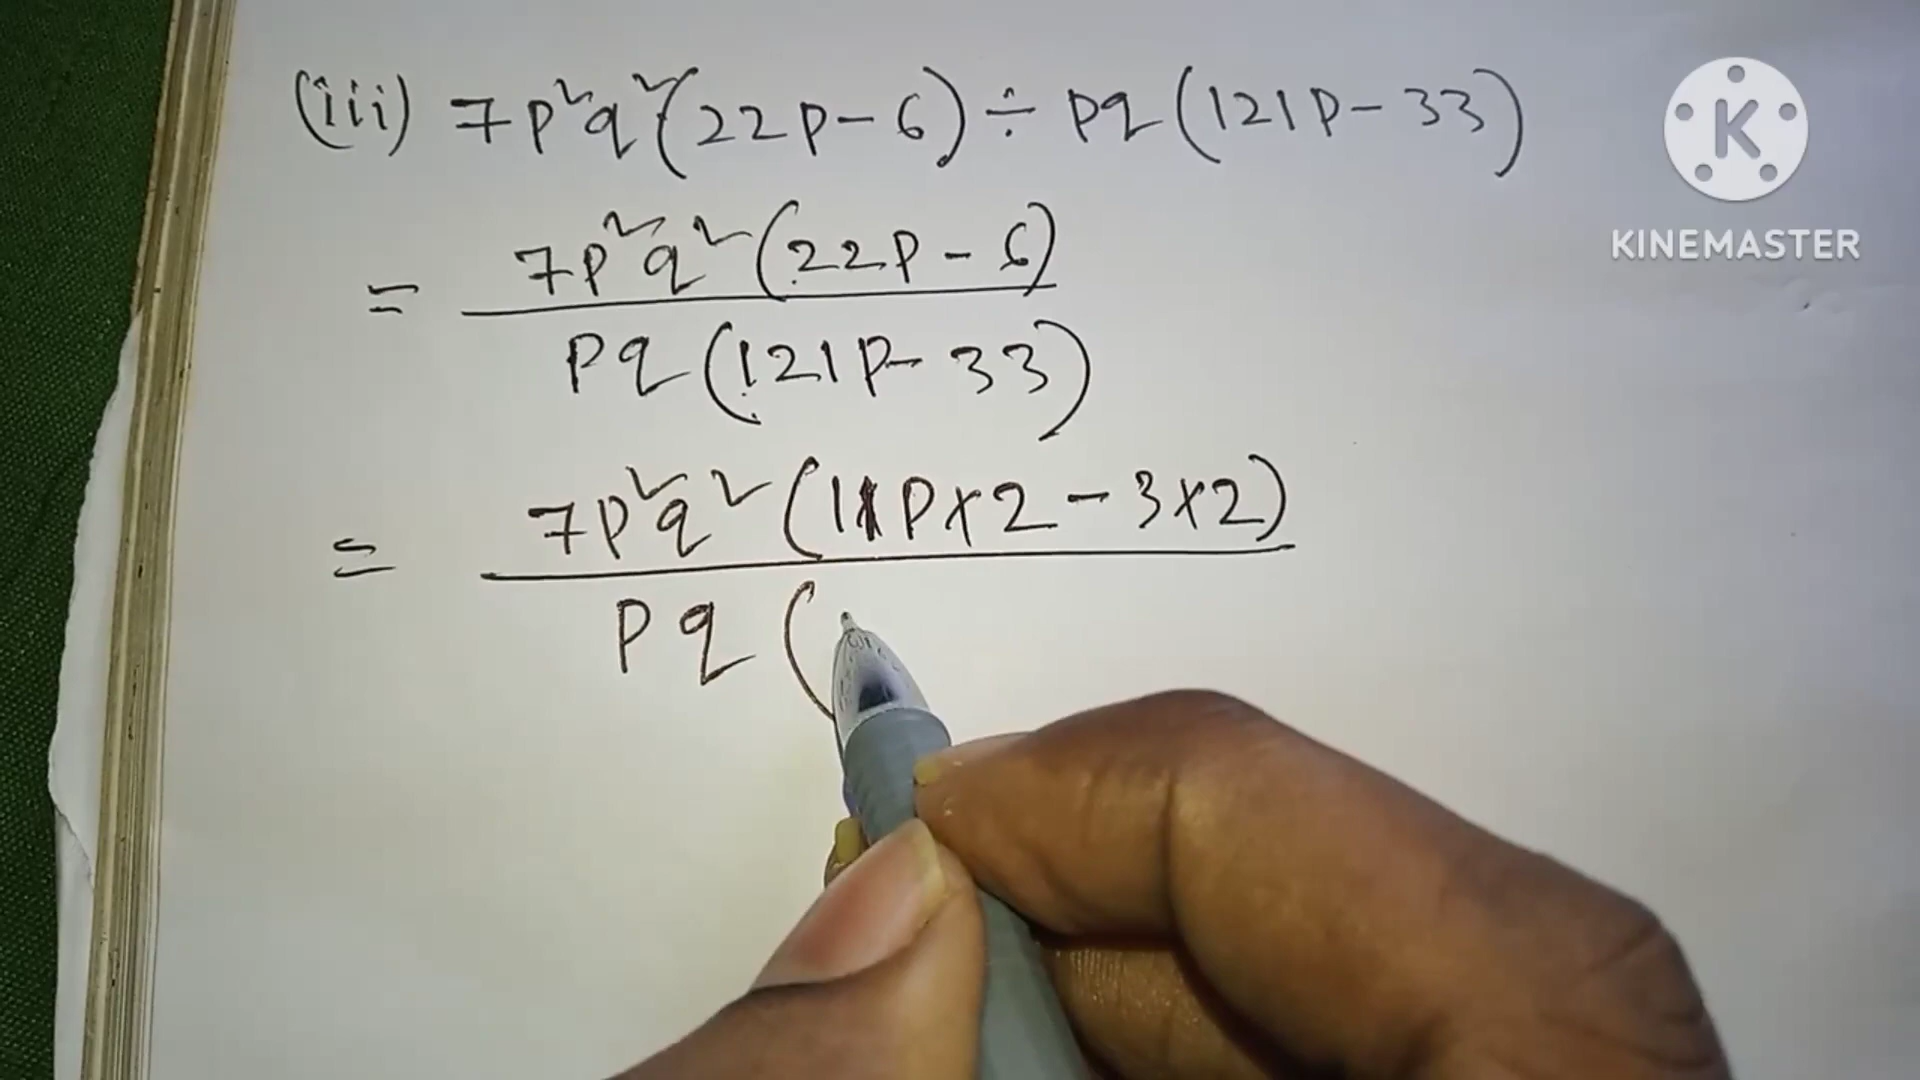 (iii) 7p²q²(22p-6) ÷ pq(121p-33)
K
KINEMASTER
= 7p²q²(22p-6)
pq(121p-33)
= 7p²q²(11p×2-3×2)
pq(